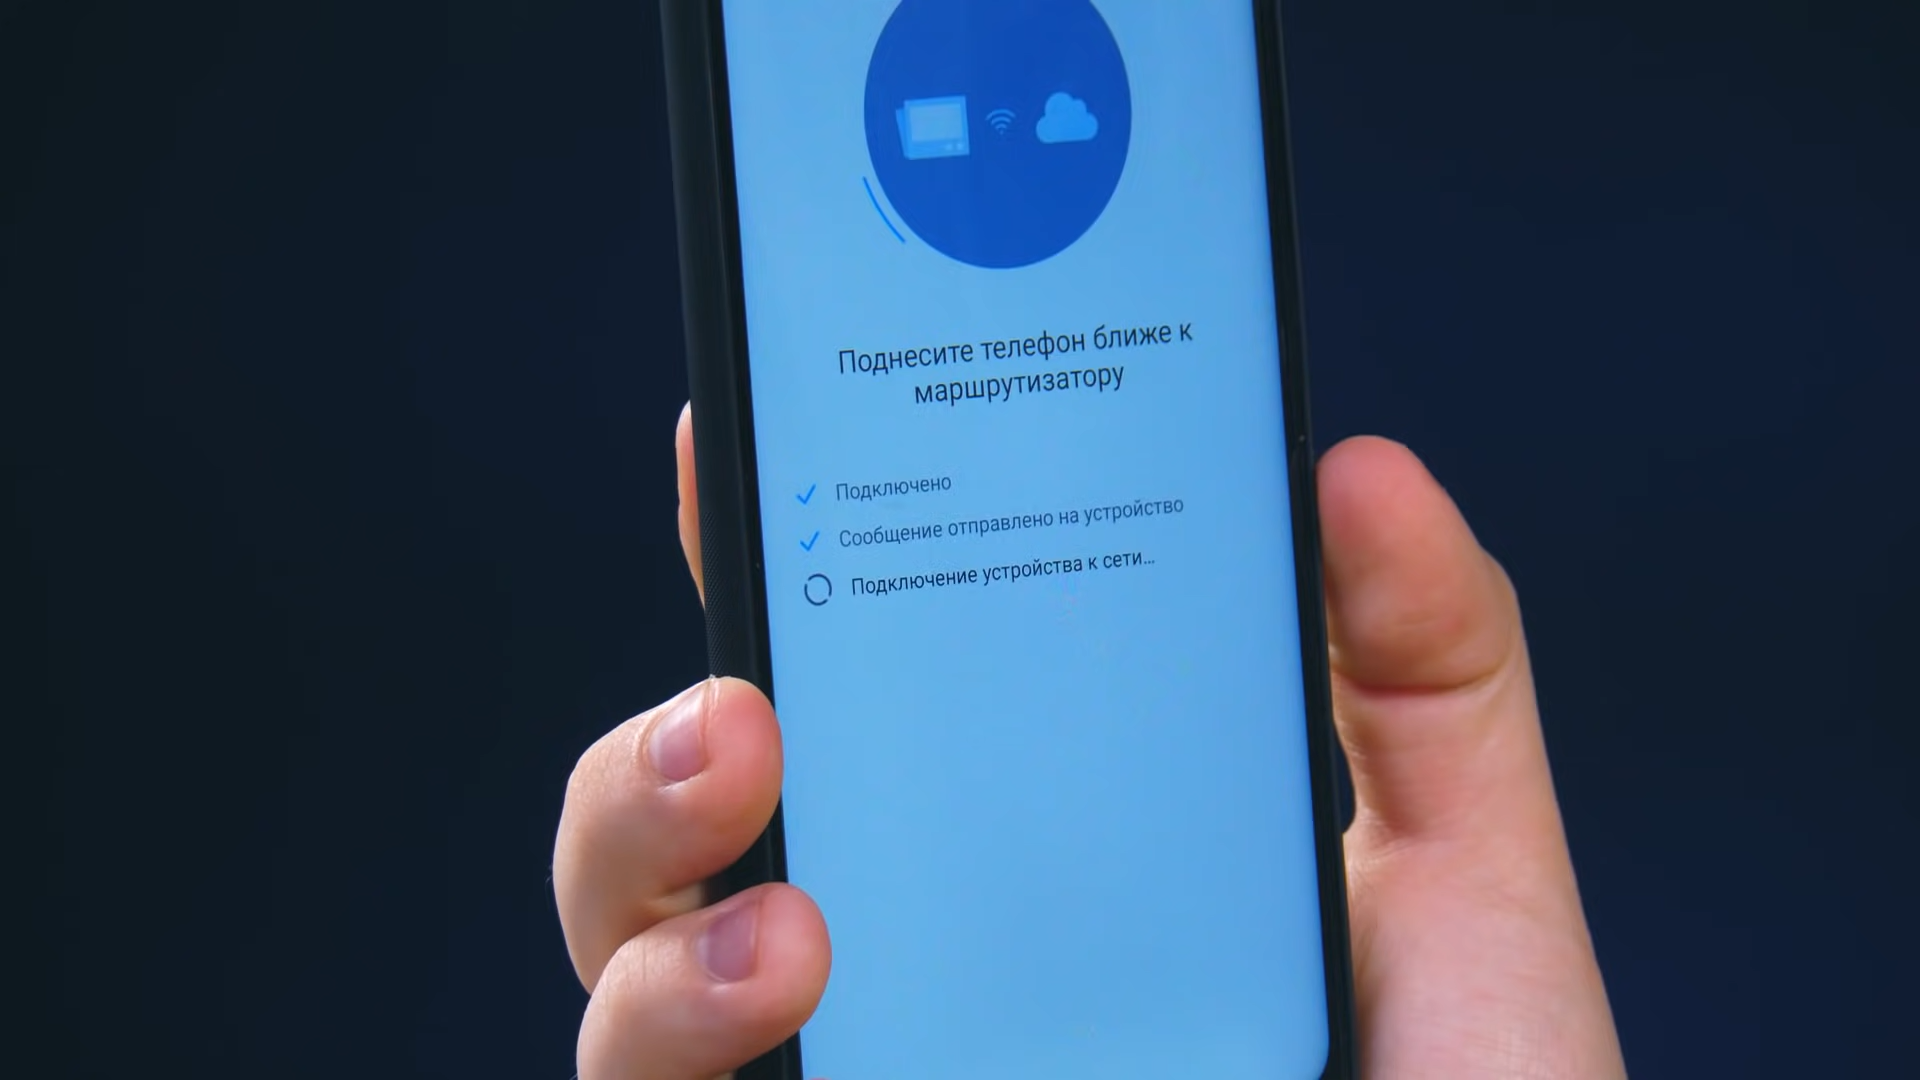 Поднесите телефон ближе к
маршрутизатору
Подключено
Сообщение отправлено на устройство
Подключение устройства к сети...